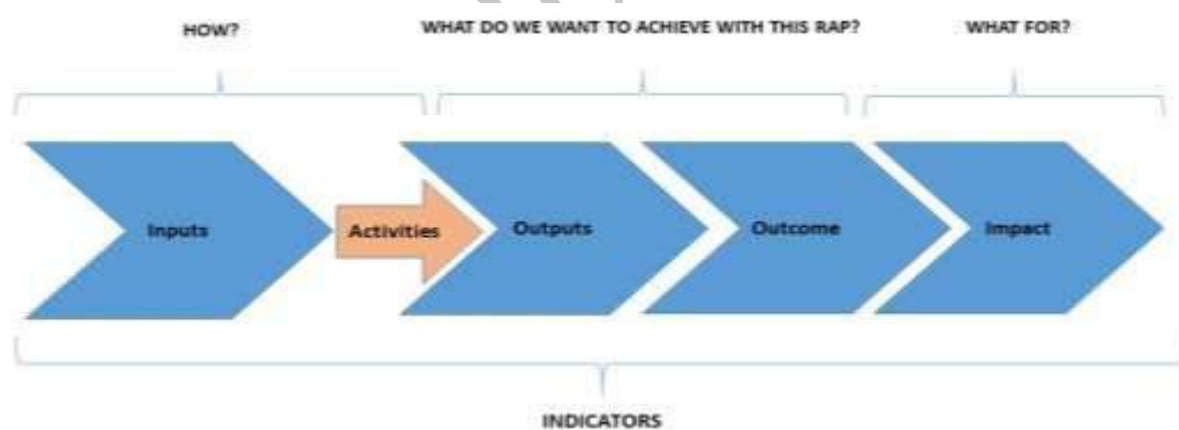 HOW?
WHAT DO WE WANT TO ACHIEVE WITH THIS RAP?
WHAT FOR?
Inputs
Activities
Outputs
Outcome
Impact
INDICATORS